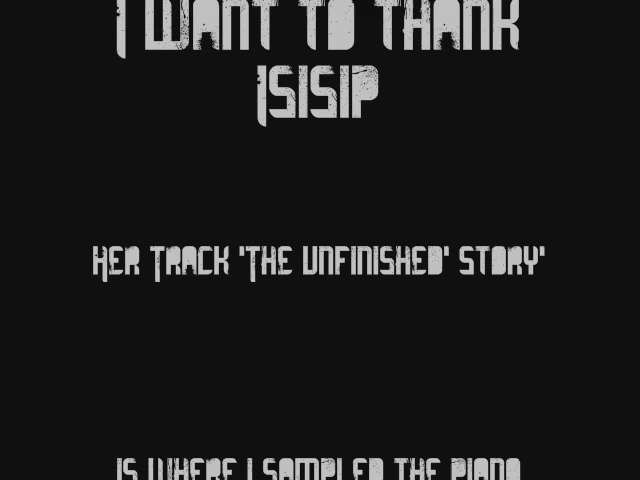 I WANT TO THANK
ISISIP
HER TRACK 'THE UNFINISHED' STORY'
IS WHERE I SAMPLED THE PIANO